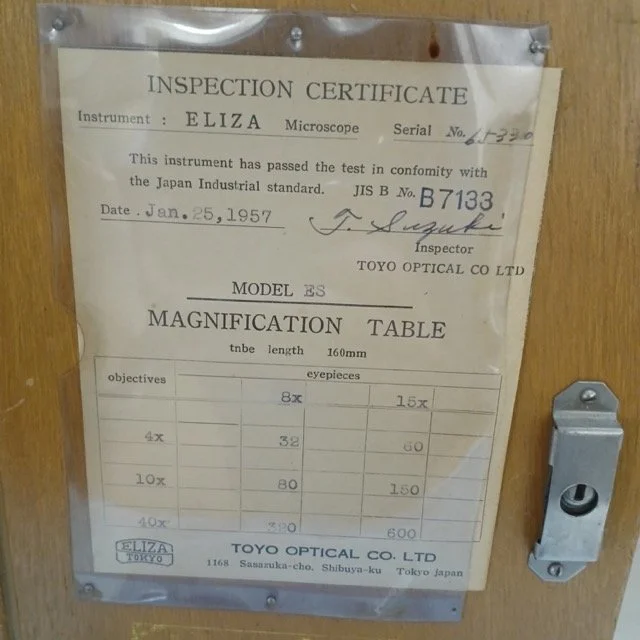 INSPECTION CERTIFICATE
Instrument : ELIZA Microscope Serial No. 65330
This instrument has passed the test in confomity with
the Japan Industrial standard. JIS B No. B7133
Date . Jan. 25, 1957 T. Suzuki
Inspector
TOYO OPTICAL CO LTD
MODEL ES
MAGNIFICATION TABLE
tnbe length 160mm
objectives eyepieces
8x 15x
4x 32 60
10x 80 150
40x 320 600
ELIZA
TOKYO
TOYO OPTICAL CO. LTD
1168 Sasazuka-cho. Shibuya-ku Tokyo japan